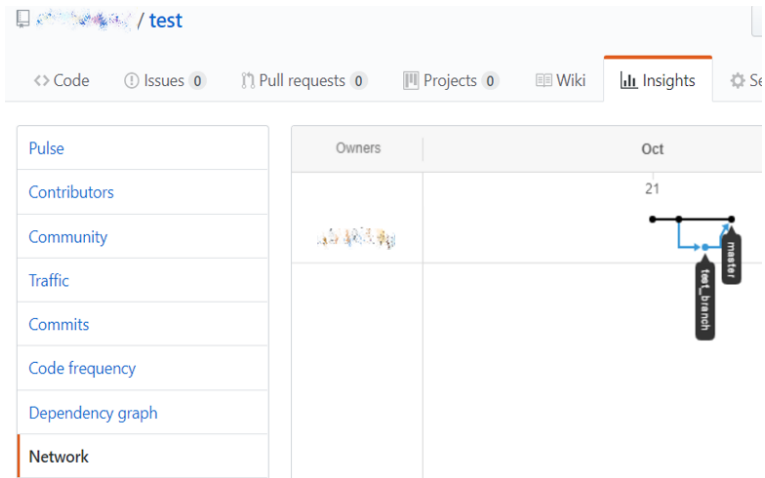 / test
Code Issues 0 Pull requests 0 Projects 0 Wiki Insights
Pulse
Contributors
Community
Traffic
Commits
Code frequency
Dependency graph
Network
Owners Oct
21
master
test_branch